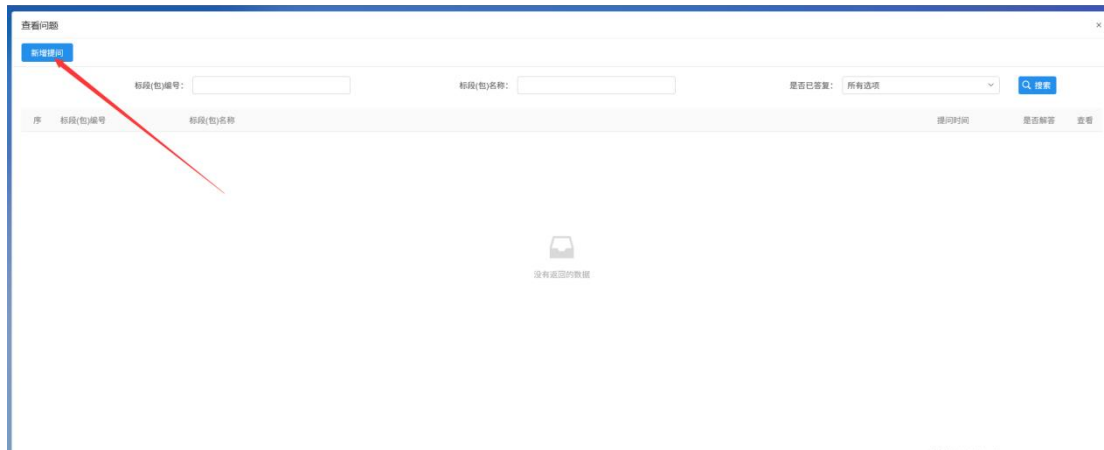 查看问题
×
新增提问
标段(包)编号： 标段(包)名称： 是否已答复： 所有选项 搜索
序 标段(包)编号 标段(包)名称 提问时间 是否解答 查看
没有返回的数据